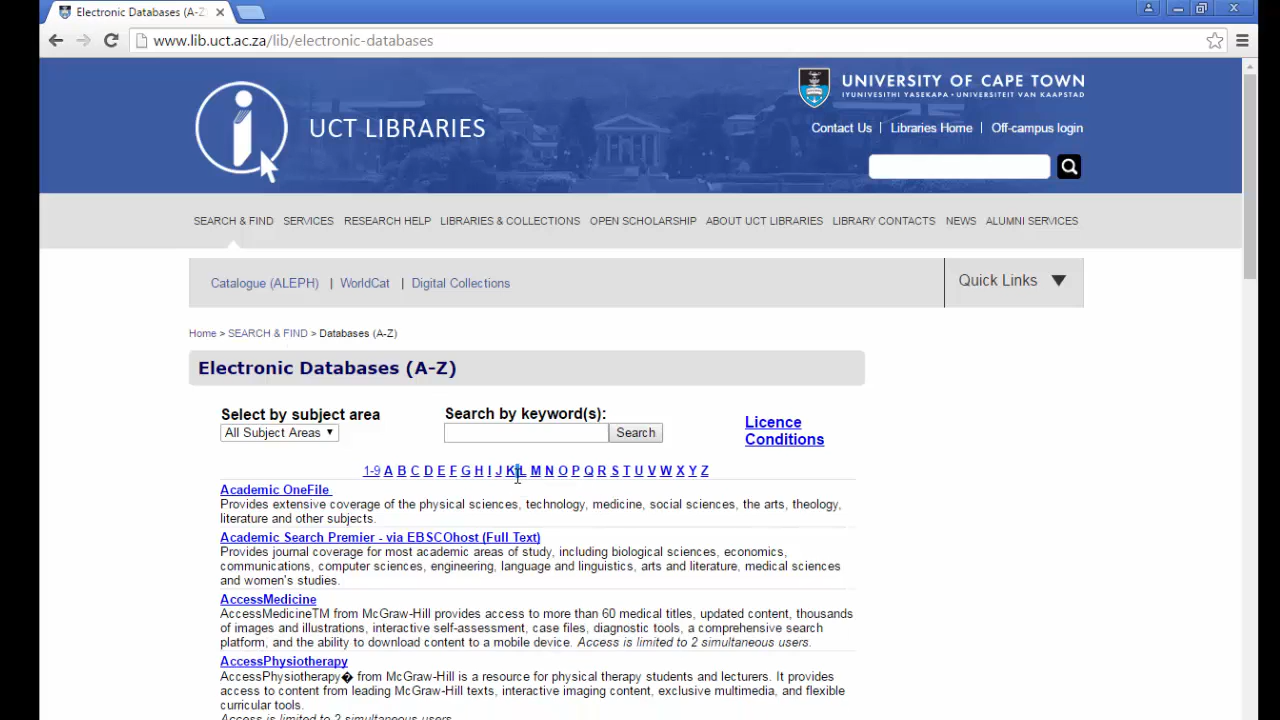 Electronic Databases (A-Z)
www.lib.uct.ac.za/lib/electronic-databases
UCT LIBRARIES
UNIVERSITY OF CAPE TOWN
IYUNIVESITHI YASEKAPA · UNIVERSITEIT VAN KAAPSTAD
Contact Us | Libraries Home | Off-campus login
SEARCH & FIND SERVICES RESEARCH HELP LIBRARIES & COLLECTIONS OPEN SCHOLARSHIP ABOUT UCT LIBRARIES LIBRARY CONTACTS NEWS ALUMNI SERVICES
Catalogue (ALEPH) | WorldCat | Digital Collections
Quick Links
Home > SEARCH & FIND > Databases (A-Z)
Electronic Databases (A-Z)
Select by subject area
All Subject Areas
Search by keyword(s):
Search
Licence
Conditions
1-9 A B C D E F G H I J K L M N O P Q R S T U V W X Y Z
Academic OneFile
Provides extensive coverage of the physical sciences, technology, medicine, social sciences, the arts, theology,
literature and other subjects.
Academic Search Premier - via EBSCOhost (Full Text)
Provides journal coverage for most academic areas of study, including biological sciences, economics,
communications, computer sciences, engineering, language and linguistics, arts and literature, medical sciences
and women's studies.
AccessMedicine
AccessMedicineTM from McGraw-Hill provides access to more than 60 medical titles, updated content, thousands
of images and illustrations, interactive self-assessment, case files, diagnostic tools, a comprehensive search
platform, and the ability to download content to a mobile device. Access is limited to 2 simultaneous users.
AccessPhysiotherapy
AccessPhysiotherapy� from McGraw-Hill is a resource for physical therapy students and lecturers. It provides
access to content from leading McGraw-Hill texts, interactive imaging content, exclusive multimedia, and flexible
curricular tools.
Access is limited to 2 simultaneous users.